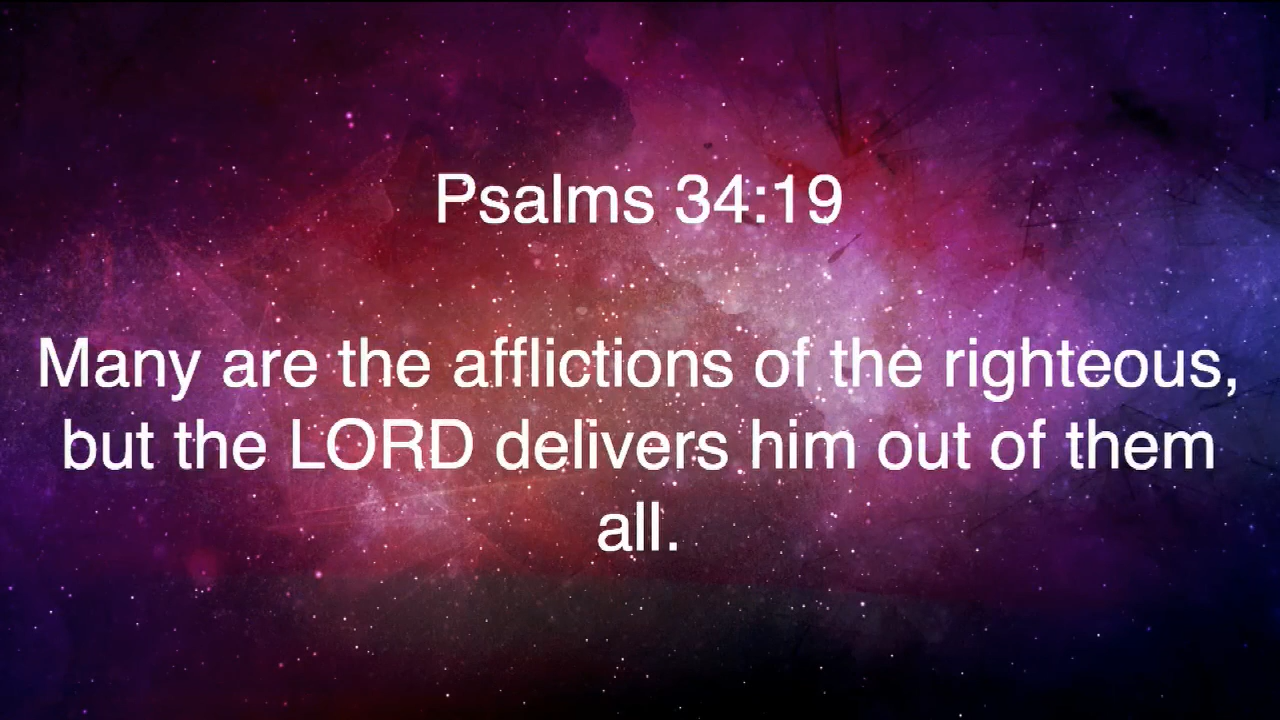 Psalms 34:19
Many are the afflictions of the righteous,
but the LORD delivers him out of them
all.